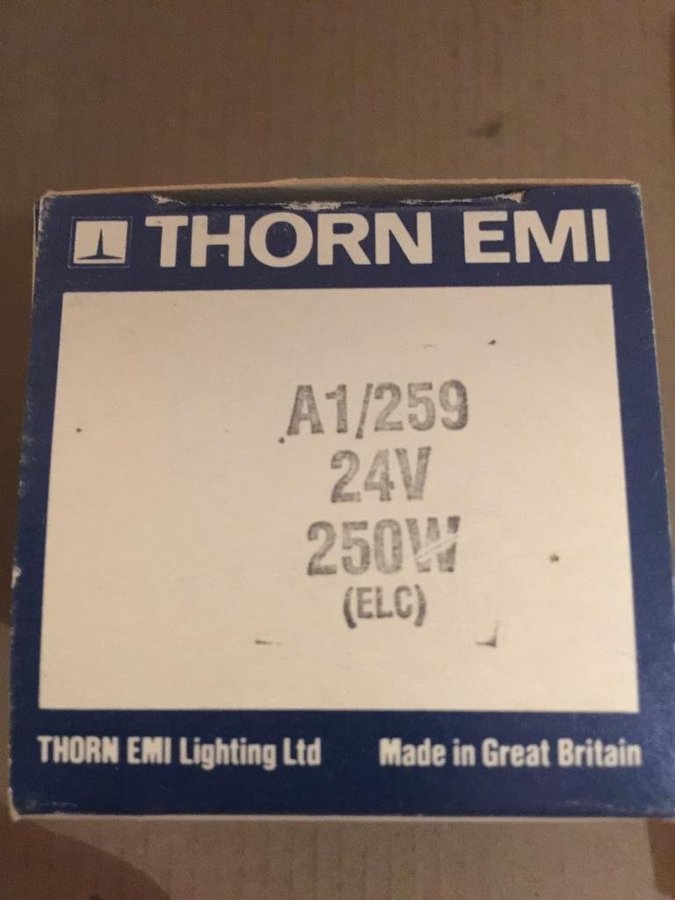 THORN EMI
A1/259
24V
250W
(ELC)
THORN EMI Lighting Ltd Made in Great Britain